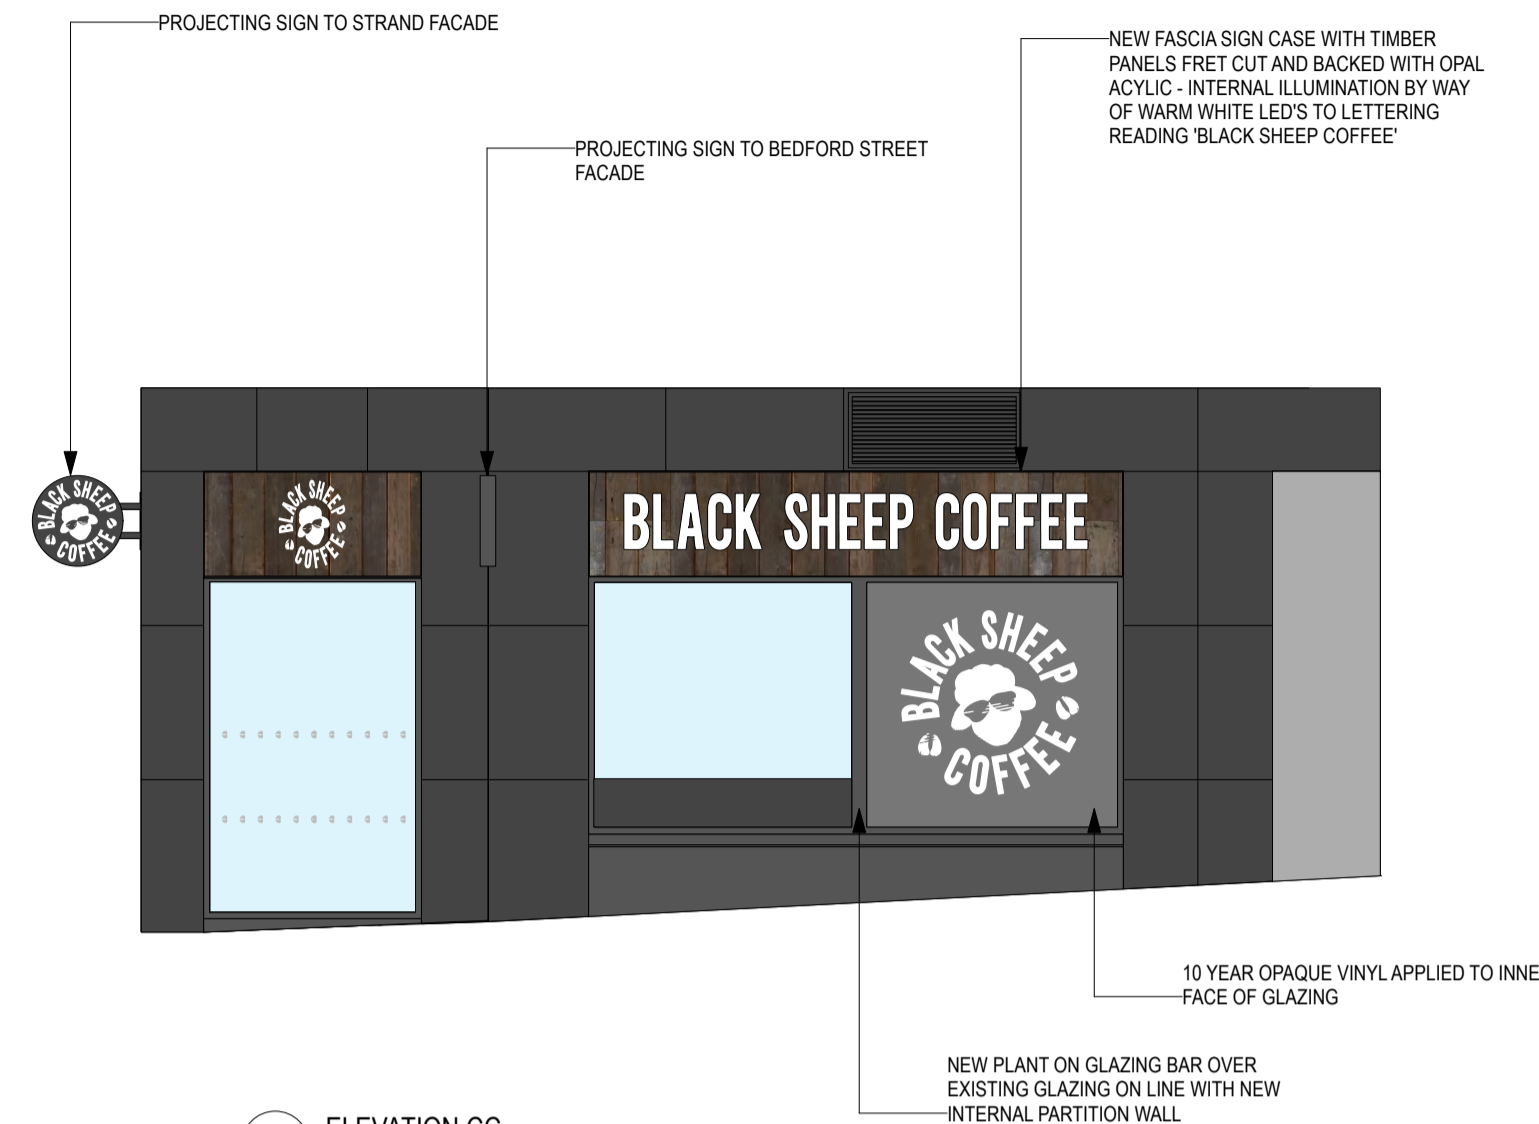 PROJECTING SIGN TO STRAND FACADE
NEW FASCIA SIGN CASE WITH TIMBER
PANELS FRET CUT AND BACKED WITH OPAL
ACYLIC - INTERNAL ILLUMINATION BY WAY
OF WARM WHITE LED'S TO LETTERING
READING 'BLACK SHEEP COFFEE'
PROJECTING SIGN TO BEDFORD STREET
FACADE
BLACK SHEEP
COFFEE
BLACK SHEEP
COFFEE
BLACK SHEEP COFFEE
BLACK SHEEP
COFFEE
10 YEAR OPAQUE VINYL APPLIED TO INNE
FACE OF GLAZING
NEW PLANT ON GLAZING BAR OVER
EXISTING GLAZING ON LINE WITH NEW
INTERNAL PARTITION WALL
ELEVATION CC